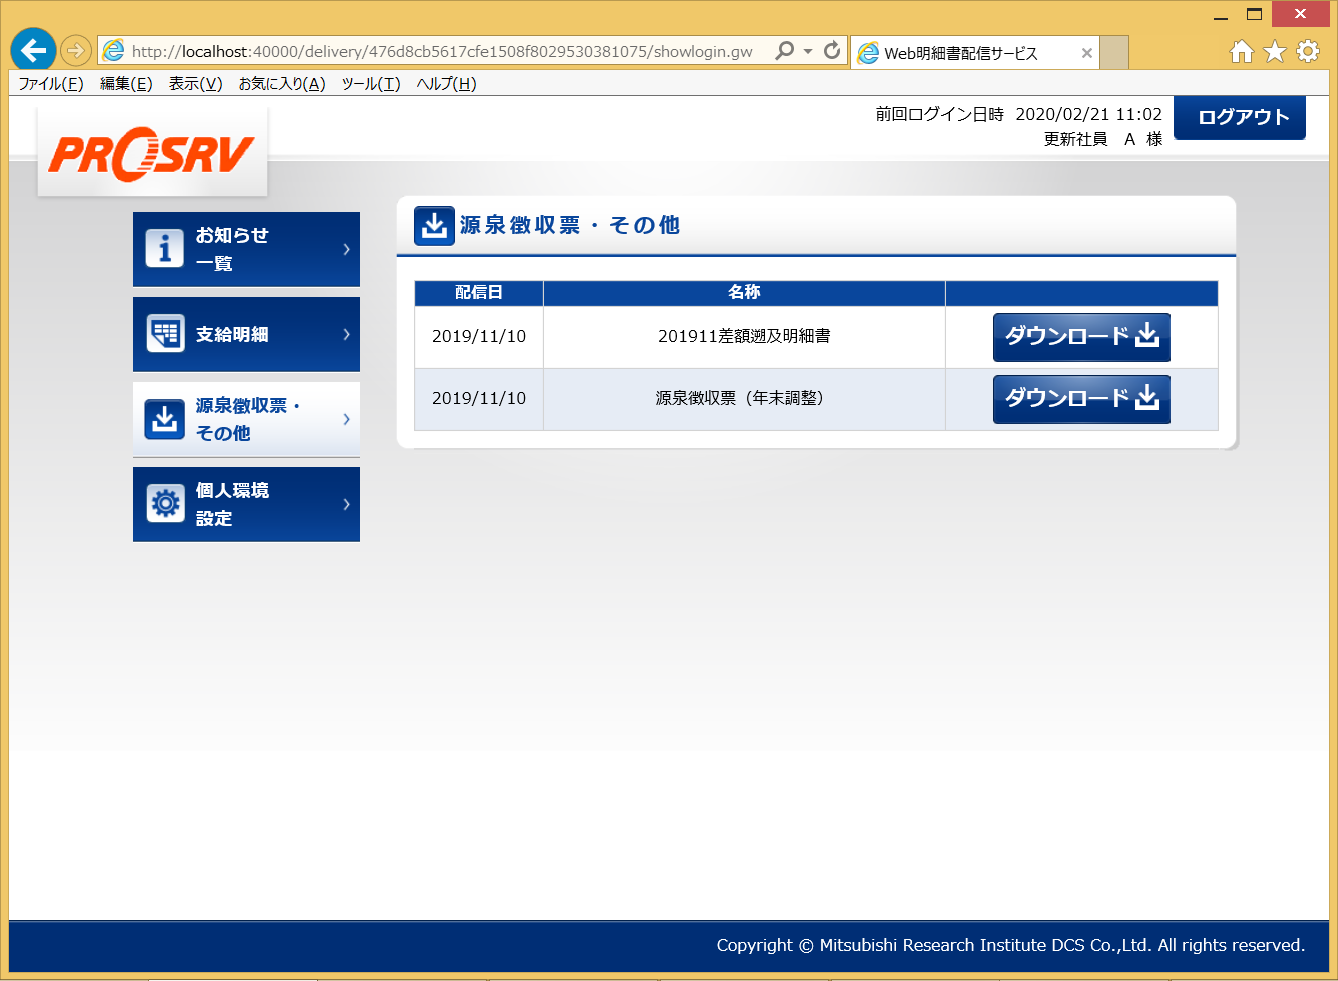 http://localhost:40000/delivery/476d8cb5617cfe1508f8029530381075/showlogin.gw
Web明細書配信サービス
ファイル(F) 編集(E) 表示(V) お気に入り(A) ツール(T) ヘルプ(H)
PROSRV
前回ログイン日時 2020/02/21 11:02
更新社員 A 様
ログアウト
お知らせ
一覧
支給明細
源泉徴収票・
その他
個人環境
設定
源泉徴収票・その他
配信日 名称
2019/11/10 201911差額遡及明細書 ダウンロード
2019/11/10 源泉徴収票（年末調整） ダウンロード
Copyright © Mitsubishi Research Institute DCS Co.,Ltd. All rights reserved.